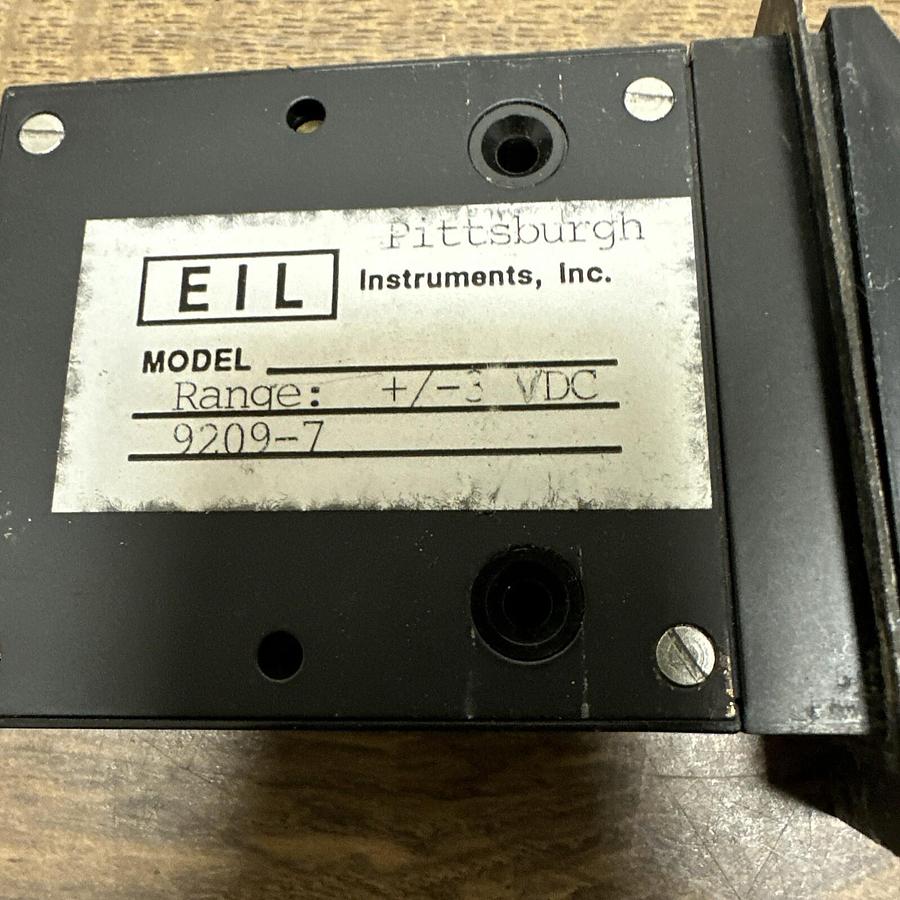 Pittsburgh
EIL Instruments, Inc.
MODEL
Range: +/-3 VDC
9209-7